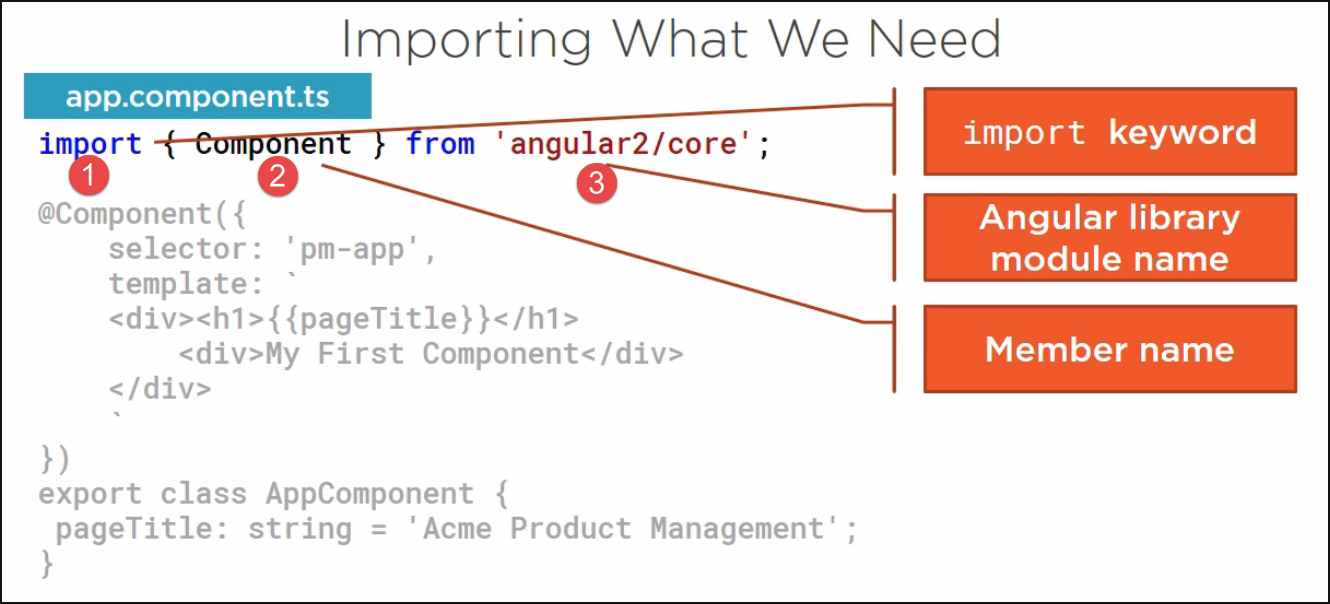 Importing What We Need
app.component.ts
import { Component } from 'angular2/core';
1
2
3
@Component({
    selector: 'pm-app',
    template: `
    <div><h1>{{pageTitle}}</h1>
        <div>My First Component</div>
    </div>
    `
})
export class AppComponent {
 pageTitle: string = 'Acme Product Management';
}
import keyword
Angular library
module name
Member name